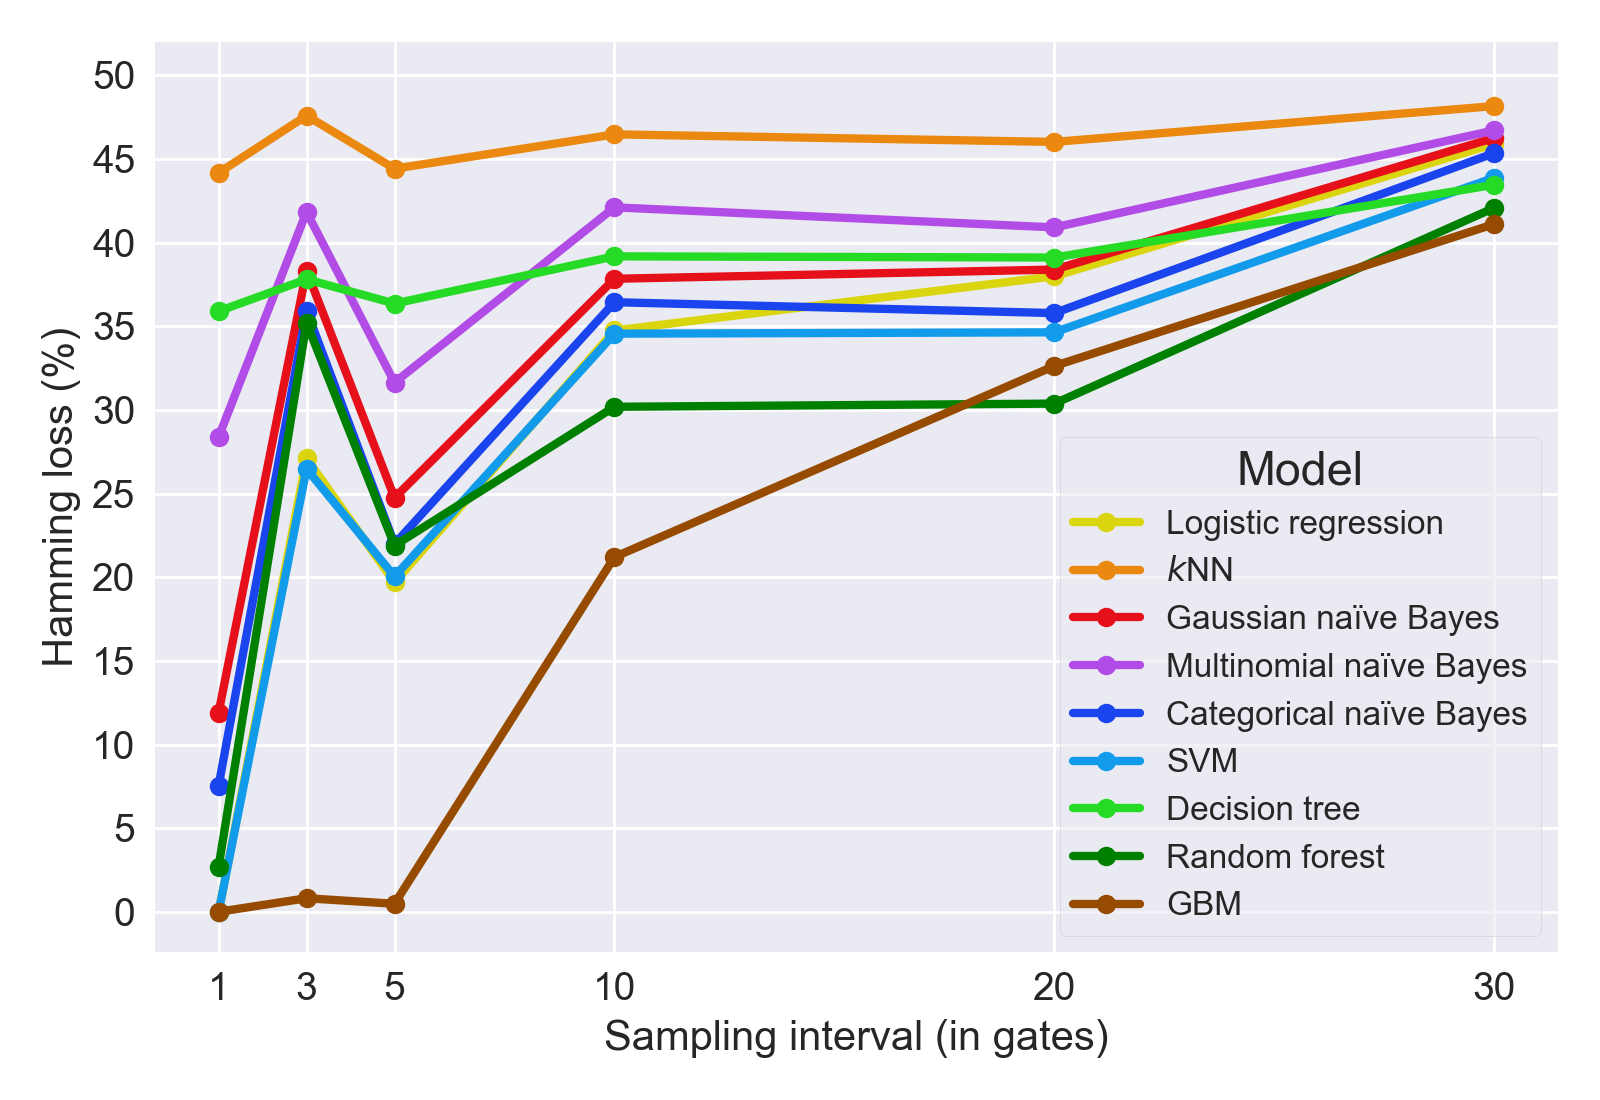 50
45
40
35
30
25
20
15
10
5
0
Hamming loss (%)
1 3 5 10 20 30
Sampling interval (in gates)
Model
Logistic regression
kNN
Gaussian naïve Bayes
Multinomial naïve Bayes
Categorical naïve Bayes
SVM
Decision tree
Random forest
GBM